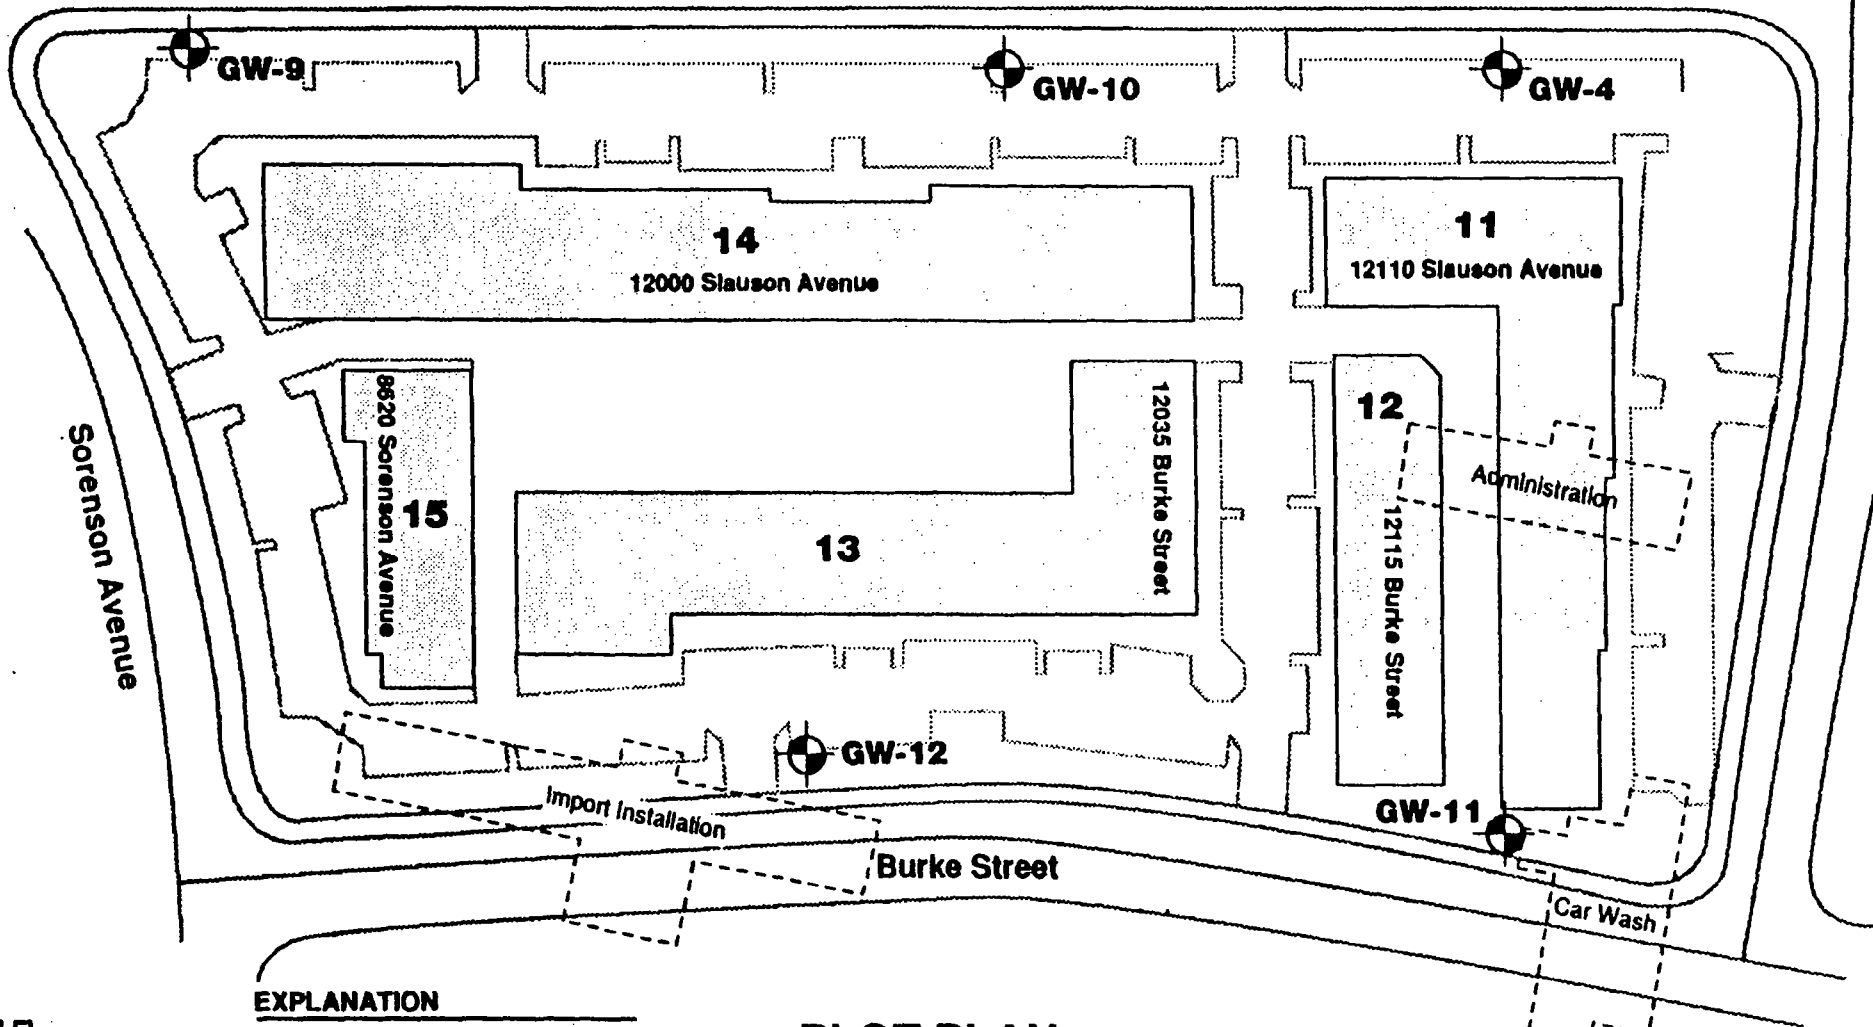 GW-9
GW-10
GW-4
14
12000 Slauson Avenue
11
12110 Slauson Avenue
Sorenson Avenue
8620 Sorenson Avenue
15
13
12035 Burke Street
12
12115 Burke Street
Administration
GW-12
GW-11
Import Installation
Burke Street
Car Wash
EXPLANATION
PLOT PLAN